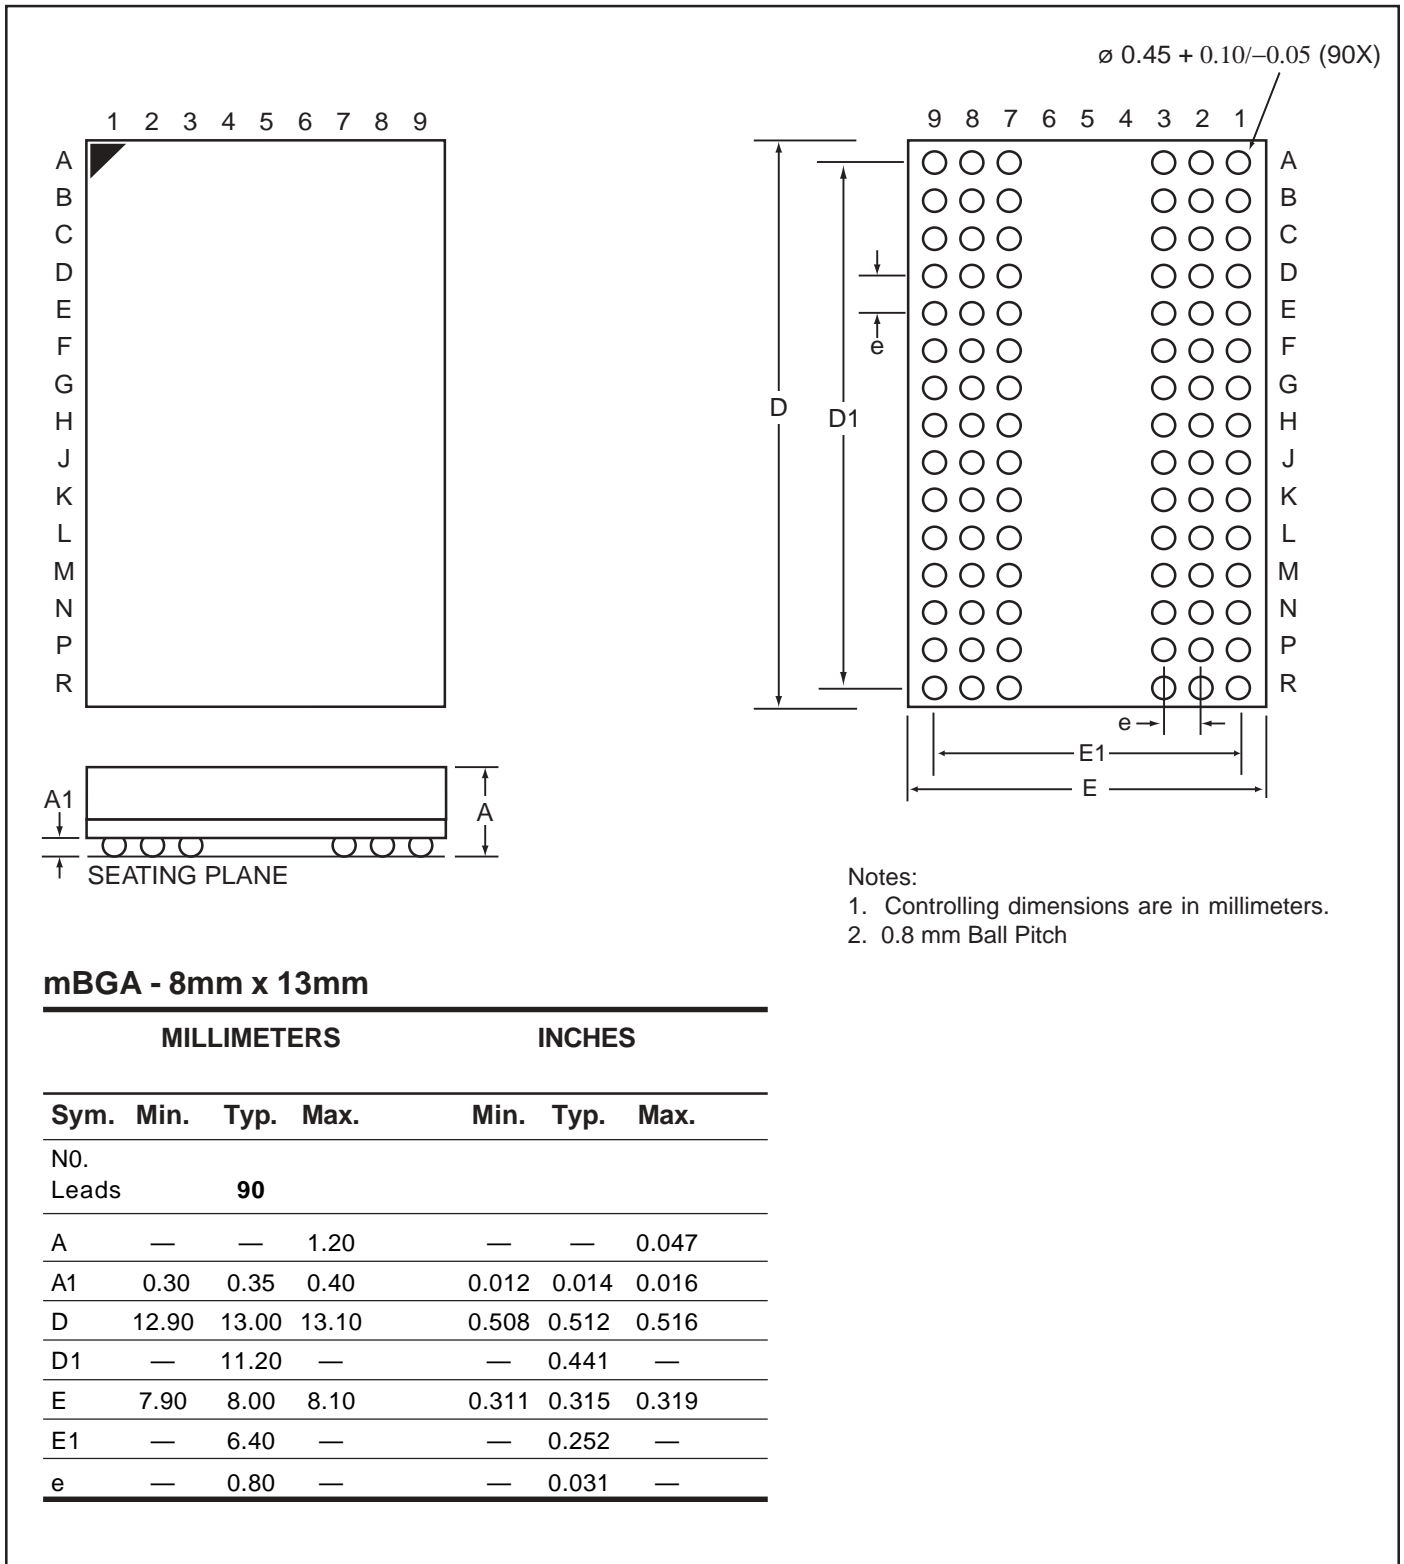 ø 0.45 + 0.10/−0.05 (90X)
1 2 3 4 5 6 7 8 9
A
B
C
D
E
F
G
H
J
K
L
M
N
P
R
9 8 7 6 5 4 3 2 1
A
B
C
D
E
F
G
H
J
K
L
M
N
P
R
D
D1
e
e
E1
E
A1
A
SEATING PLANE
Notes:
1. Controlling dimensions are in millimeters.
2. 0.8 mm Ball Pitch
mBGA - 8mm x 13mm
MILLIMETERS INCHES
Sym. Min. Typ. Max. Min. Typ. Max.
N0.
Leads 90
A — — 1.20 — — 0.047
A1 0.30 0.35 0.40 0.012 0.014 0.016
D 12.90 13.00 13.10 0.508 0.512 0.516
D1 — 11.20 — — 0.441 —
E 7.90 8.00 8.10 0.311 0.315 0.319
E1 — 6.40 — — 0.252 —
e — 0.80 — — 0.031 —